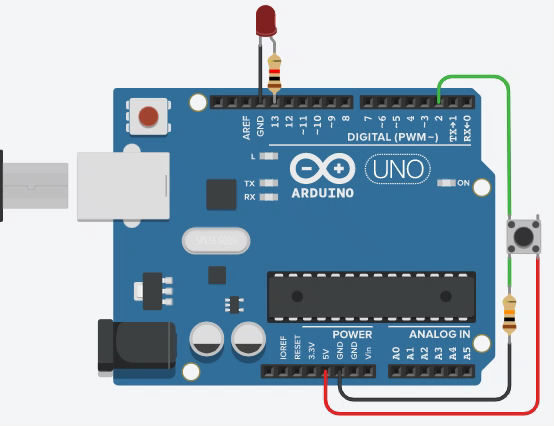 AREF
GND
13
12
~11
~10
~9
8
7
~6
~5
4
~3
2
TX→1
RX←0
DIGITAL (PWM~)
L
TX
RX
ARDUINO
UNO
ON
IOREF
RESET
3.3V
5V
GND
GND
Vin
POWER
ANALOG IN
A0
A1
A2
A3
A4
A5